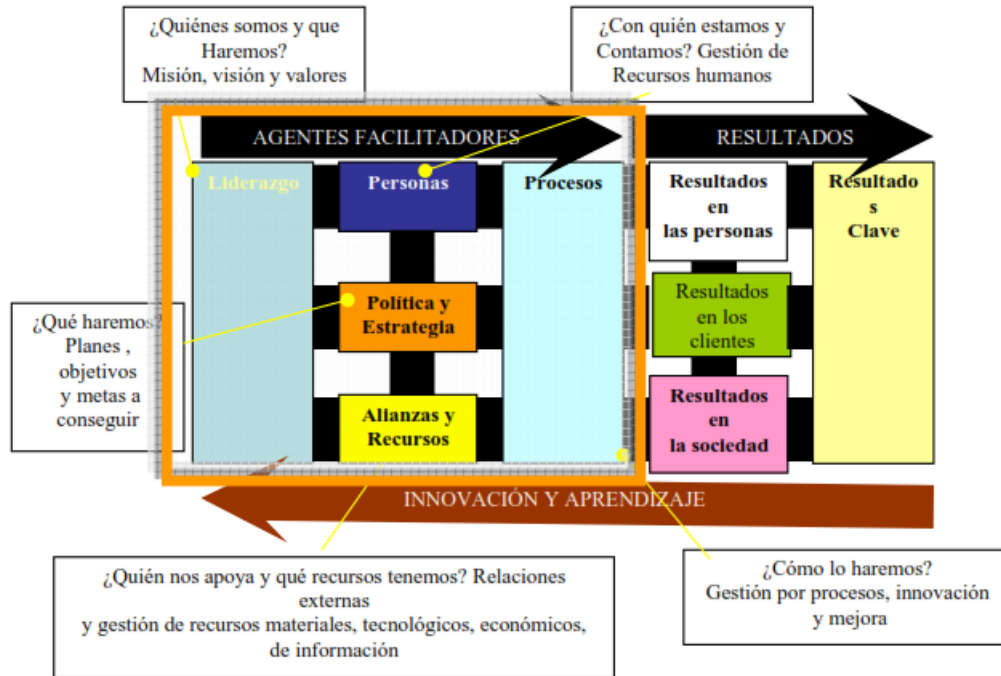 ¿Quiénes somos y que
Haremos?
Misión, visión y valores
¿Con quién estamos y
Contamos? Gestión de
Recursos humanos
AGENTES FACILITADORES
RESULTADOS
Liderazgo
Personas
Procesos
Resultados
en
las personas
Resultado
s
Clave
¿Qué haremos?
Planes ,
objetivos
y metas a
conseguir
Política y
Estrategia
Resultados
en los
clientes
Alianzas y
Recursos
Resultados
en
la sociedad
INNOVACIÓN Y APRENDIZAJE
¿Quién nos apoya y qué recursos tenemos? Relaciones
externas
y gestión de recursos materiales, tecnológicos, económicos,
de información
¿Cómo lo haremos?
Gestión por procesos, innovación
y mejora